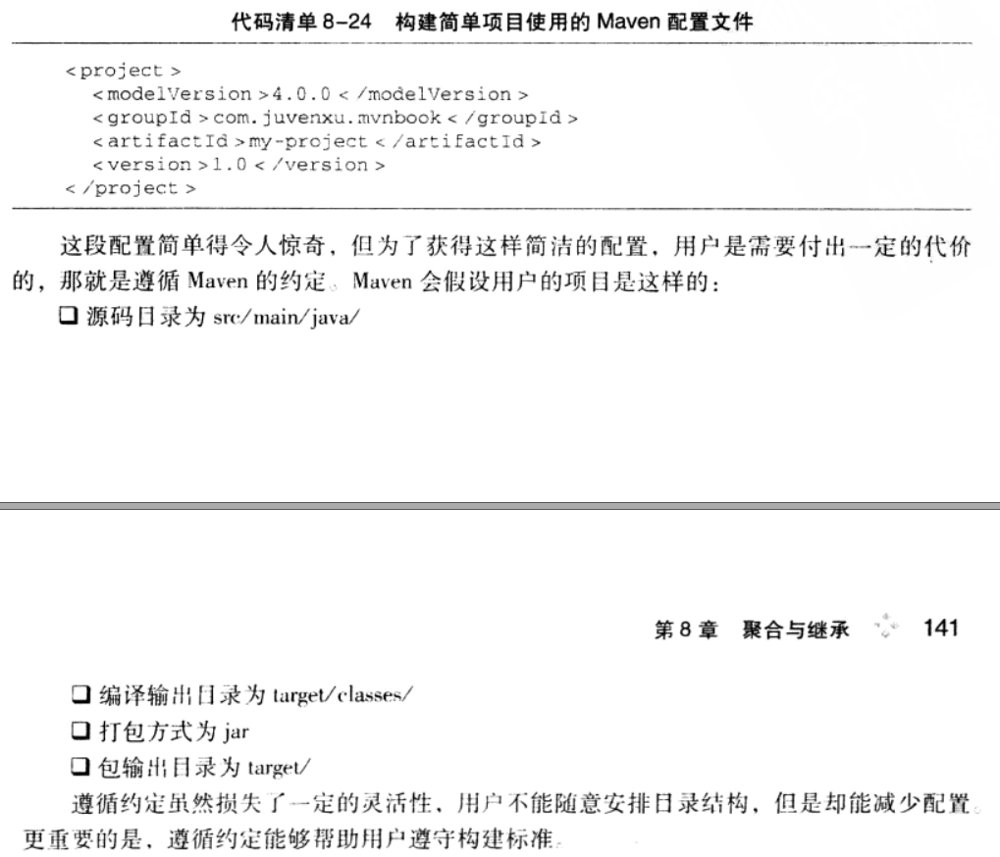 代码清单8-24 构建简单项目使用的 Maven 配置文件
<project>
<modelVersion>4.0.0</modelVersion>
<groupId>com.juvenxu.mvnbook</groupId>
<artifactId>my-project</artifactId>
<version>1.0</version>
</project>
这段配置简单得令人惊奇，但为了获得这样简洁的配置，用户是需要付出一定的代价
的，那就是遵循 Maven 的约定。Maven 会假设用户的项目是这样的：
❑ 源码目录为 src/main/java/
第 8 章 聚合与继承 141
❑ 编译输出目录为 target/classes/
❑ 打包方式为 jar
❑ 包输出目录为 target/
遵循约定虽然损失了一定的灵活性，用户不能随意安排目录结构，但是却能减少配置。
更重要的是，遵循约定能够帮助用户遵守构建标准。